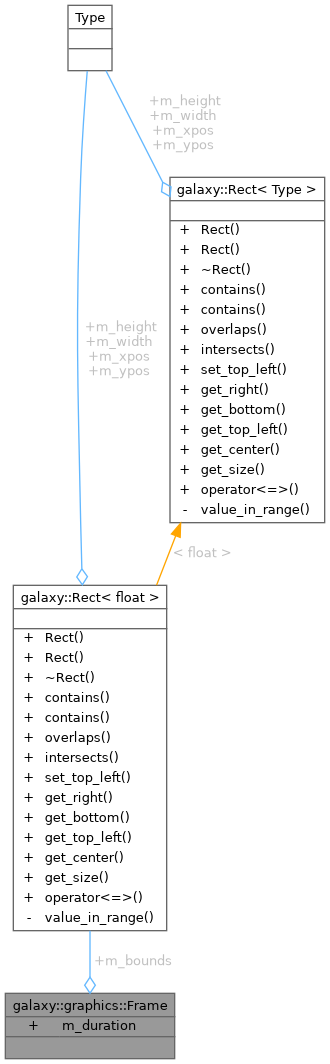 Type
+m_height
+m_width
+m_xpos
+m_ypos
galaxy::Rect< Type >
+ Rect()
+ Rect()
+ ~Rect()
+ contains()
+ contains()
+ overlaps()
+ intersects()
+ set_top_left()
+ get_right()
+ get_bottom()
+ get_top_left()
+ get_center()
+ get_size()
+ operator<=>()
- value_in_range()
+m_height
+m_width
+m_xpos
+m_ypos
< float >
galaxy::Rect< float >
+ Rect()
+ Rect()
+ ~Rect()
+ contains()
+ contains()
+ overlaps()
+ intersects()
+ set_top_left()
+ get_right()
+ get_bottom()
+ get_top_left()
+ get_center()
+ get_size()
+ operator<=>()
- value_in_range()
+m_bounds
galaxy::graphics::Frame
+ m_duration